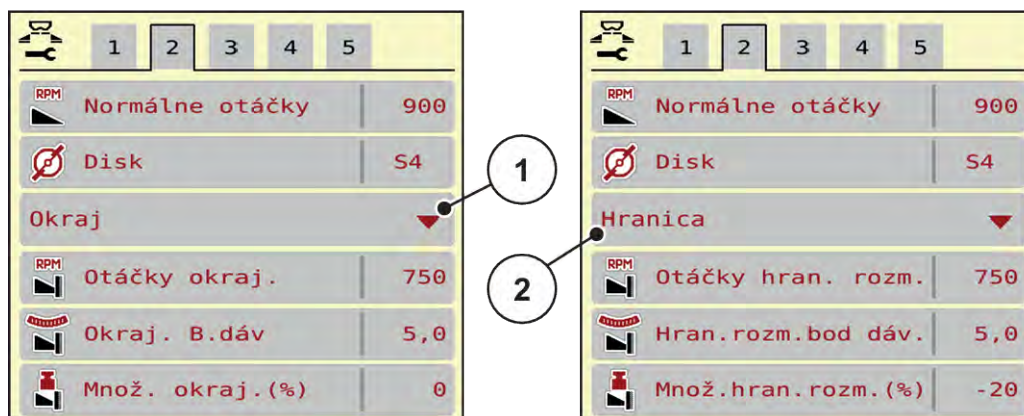 1 2 3 4 5
RPM Normálne otáčky 900
Disk S4
Okraj
RPM Otáčky okraj. 750
Okraj. B.dáv 5,0
Množ. okraj.(%) 0
1
2
1 2 3 4 5
RPM Normálne otáčky 900
Disk S4
Hranica
RPM Otáčky hran. rozm. 750
Hran.rozm.bod dáv. 5,0
Množ.hran.rozm.(%) -20